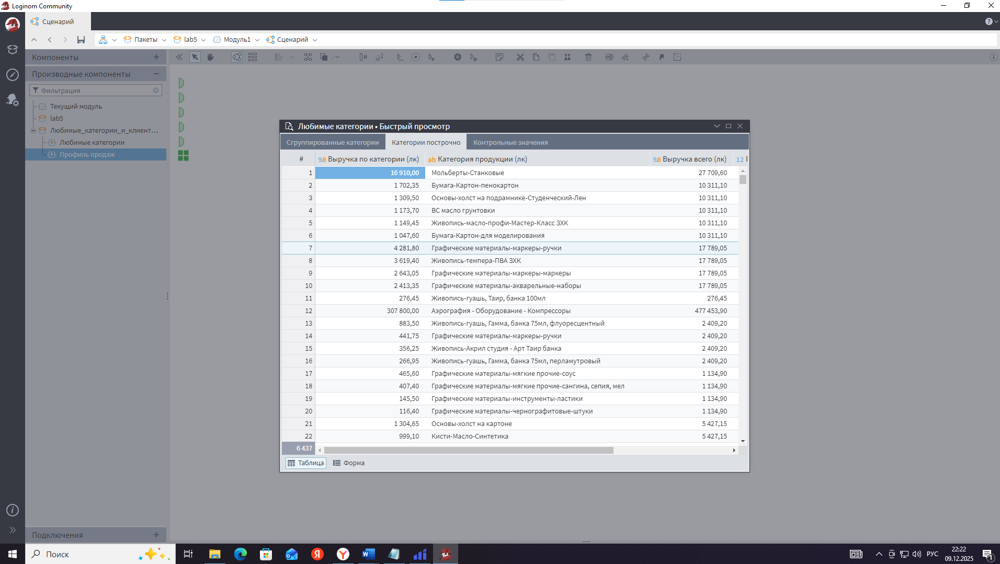 Loginom Community
Сценарий
Пакеты lab5 Модуль1 Сценарий
Компоненты
Производные компоненты
Фильтрация
Текущий модуль
lab5
Любимые_категории_и_клиент...
Любимые категории
Профиль продаж
Подключения
Любимые категории • Быстрый просмотр
Сгруппированные категории Категории построчно Контрольные значения
# 9.0 Выручка по категории (лк) ab Категория продукции (лк) 9.0 Выручка всего (лк) 12
1 16 910,00 Мольберты-Станковые 27 709,60
2 1 702,35 Бумага-Картон-пенокартон 10 311,10
3 1 309,50 Основы-холст на подрамнике-Студенческий-Лен 10 311,10
4 1 173,70 ВС масло грунтовки 10 311,10
5 1 149,45 Живопись-масло-профи-Мастер-Класс ЗХК 10 311,10
6 1 047,60 Бумага-Картон-для моделирования 10 311,10
7 4 281,80 Графические материалы-маркеры-ручки 17 789,05
8 3 619,40 Живопись-темпера-ПВА ЗХК 17 789,05
9 2 643,05 Графические материалы-маркеры-маркеры 17 789,05
10 2 413,35 Графические материалы-акварельные-наборы 17 789,05
11 276,45 Живопись-гуашь, Таир, банка 100мл 276,45
12 307 800,00 Аэрография - Оборудование - Компрессоры 477 453,90
13 883,50 Живопись-гуашь, Гамма, банка 75мл, флуоресцентный 2 409,20
14 441,75 Графические материалы-маркеры-ручки 2 409,20
15 356,25 Живопись-Акрил студия - Арт Таир банка 2 409,20
16 266,95 Живопись-гуашь, Гамма, банка 75мл, перламутровый 2 409,20
17 465,60 Графические материалы-мягкие прочие-соус 1 134,90
18 407,40 Графические материалы-мягкие прочие-сангина, сепия, мел 1 134,90
19 145,50 Графические материалы-инструменты-ластики 1 134,90
20 116,40 Графические материалы-чернографитовые-штуки 1 134,90
21 1 304,65 Основы-холст на картоне 5 427,15
22 999,10 Кисти-Масло-Синтетика 5 427,15
6 437
Таблица Форма
Поиск
РУС
22:22
09.12.2025
1